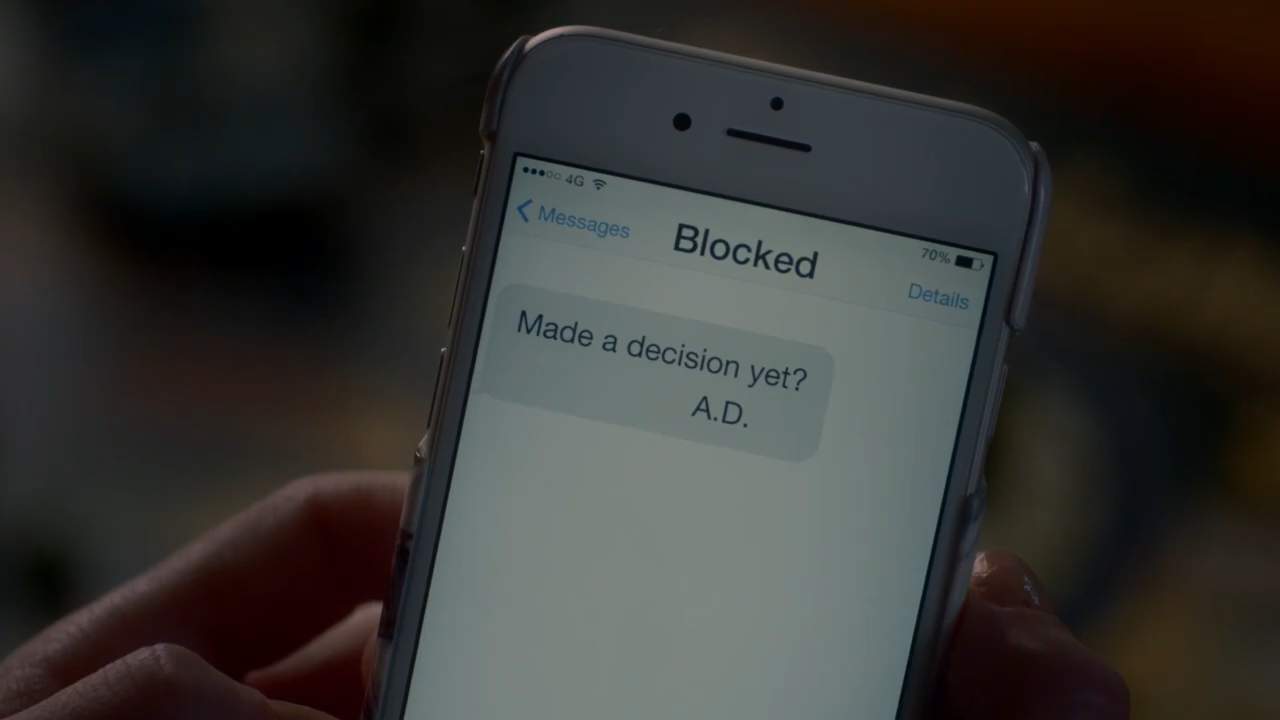 4G
70%
Messages
Blocked
Details
Made a decision yet?
A.D.